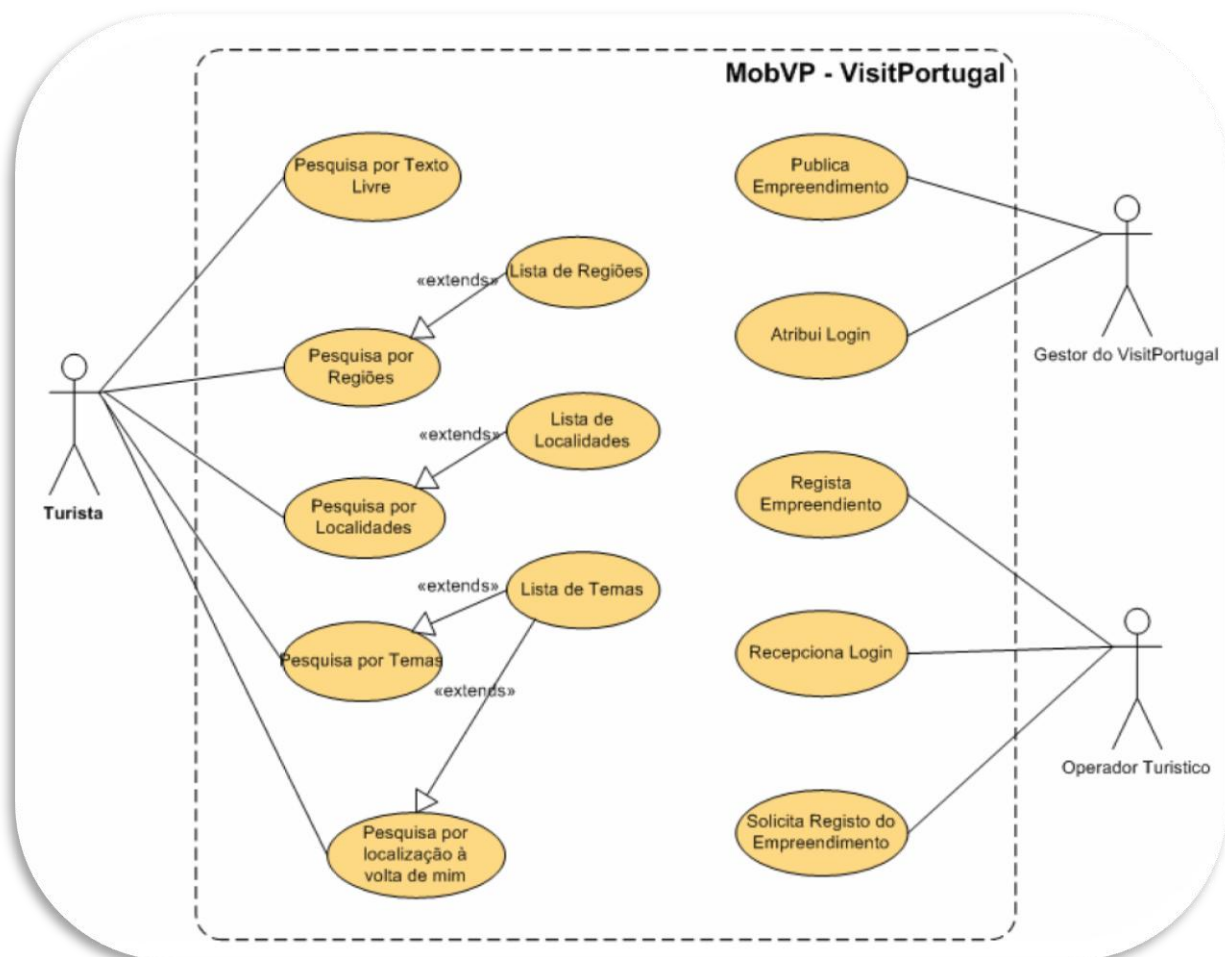 MobVP - VisitPortugal
Pesquisa por Texto
Livre
Lista de Regiões
«extends»
Pesquisa por
Regiões
Lista de
Localidades
«extends»
Pesquisa por
Localidades
Lista de Temas
«extends»
Pesquisa por Temas
«extends»
Pesquisa por
localização à
volta de mim
Turista
Publica
Empreendimento
Atribui Login
Gestor do VisitPortugal
Regista
Empreendiento
Recepciona Login
Operador Turistico
Solicita Registo do
Empreendimento